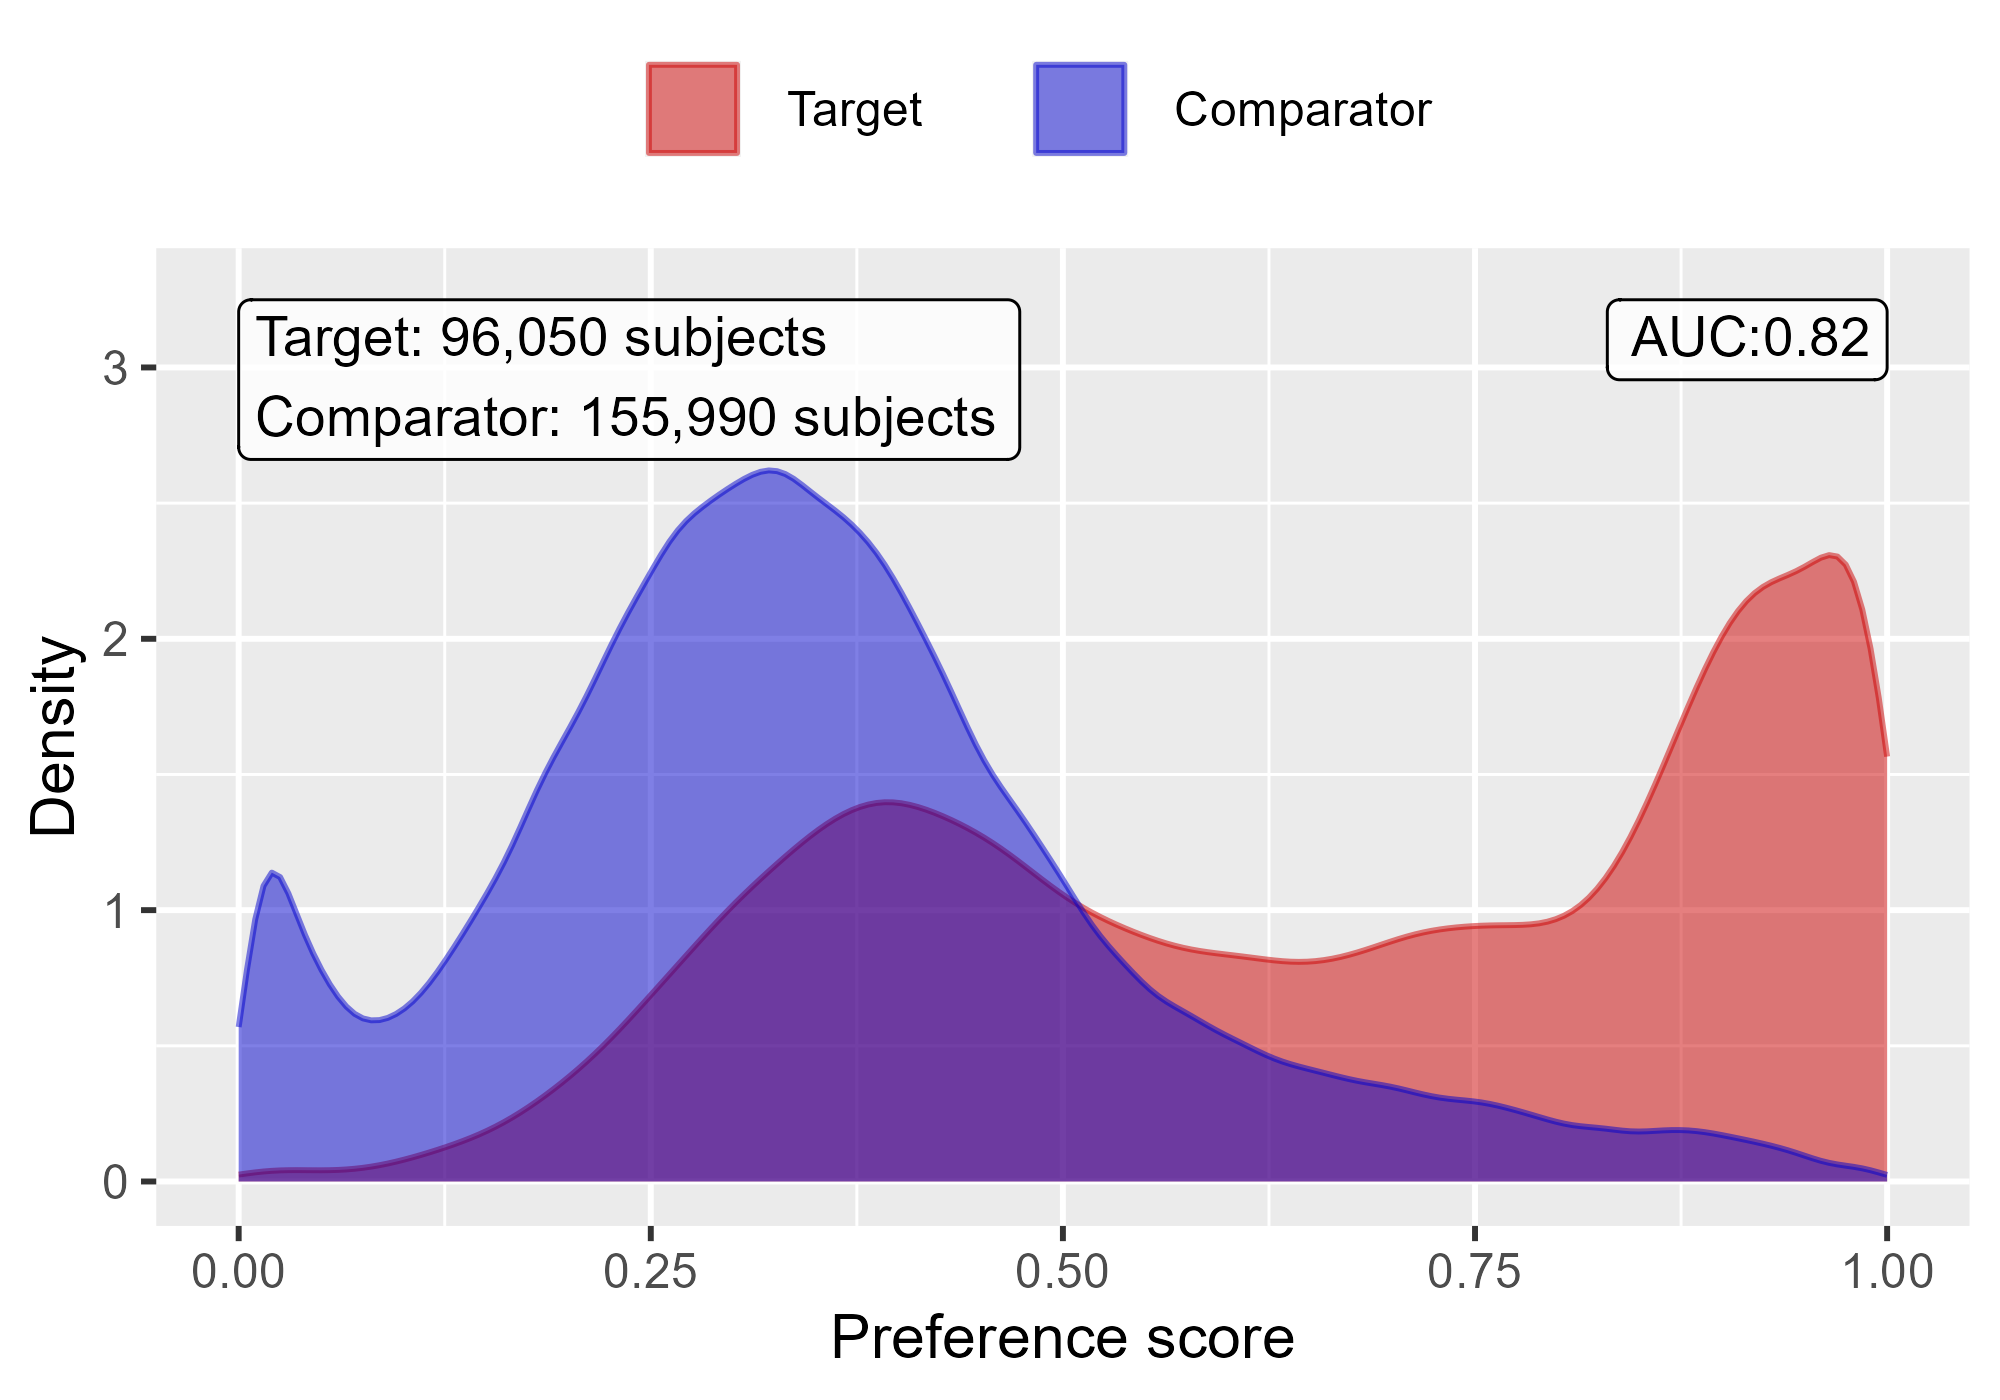 Target Comparator
Target: 96,050 subjects
Comparator: 155,990 subjects
AUC:0.82
Density
3
2
1
0
0.00 0.25 0.50 0.75 1.00
Preference score